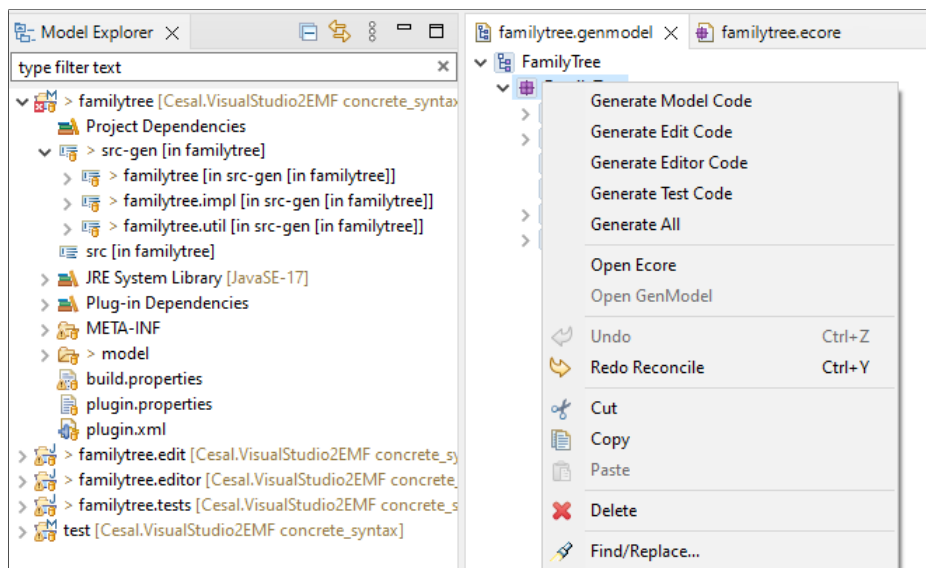 Model Explorer
type filter text
> familytree [Cesal.VisualStudio2EMF concrete_syntax
Project Dependencies
> src-gen [in familytree]
> familytree [in src-gen [in familytree]]
> familytree.impl [in src-gen [in familytree]]
> familytree.util [in src-gen [in familytree]]
src [in familytree]
JRE System Library [JavaSE-17]
Plug-in Dependencies
META-INF
> model
build.properties
plugin.properties
plugin.xml
> familytree.edit [Cesal.VisualStudio2EMF concrete_sy
> familytree.editor [Cesal.VisualStudio2EMF concrete_
> familytree.tests [Cesal.VisualStudio2EMF concrete_s
test [Cesal.VisualStudio2EMF concrete_syntax]
familytree.genmodel familytree.ecore
FamilyTree
Generate Model Code
Generate Edit Code
Generate Editor Code
Generate Test Code
Generate All
Open Ecore
Open GenModel
Undo Ctrl+Z
Redo Reconcile Ctrl+Y
Cut
Copy
Paste
Delete
Find/Replace...